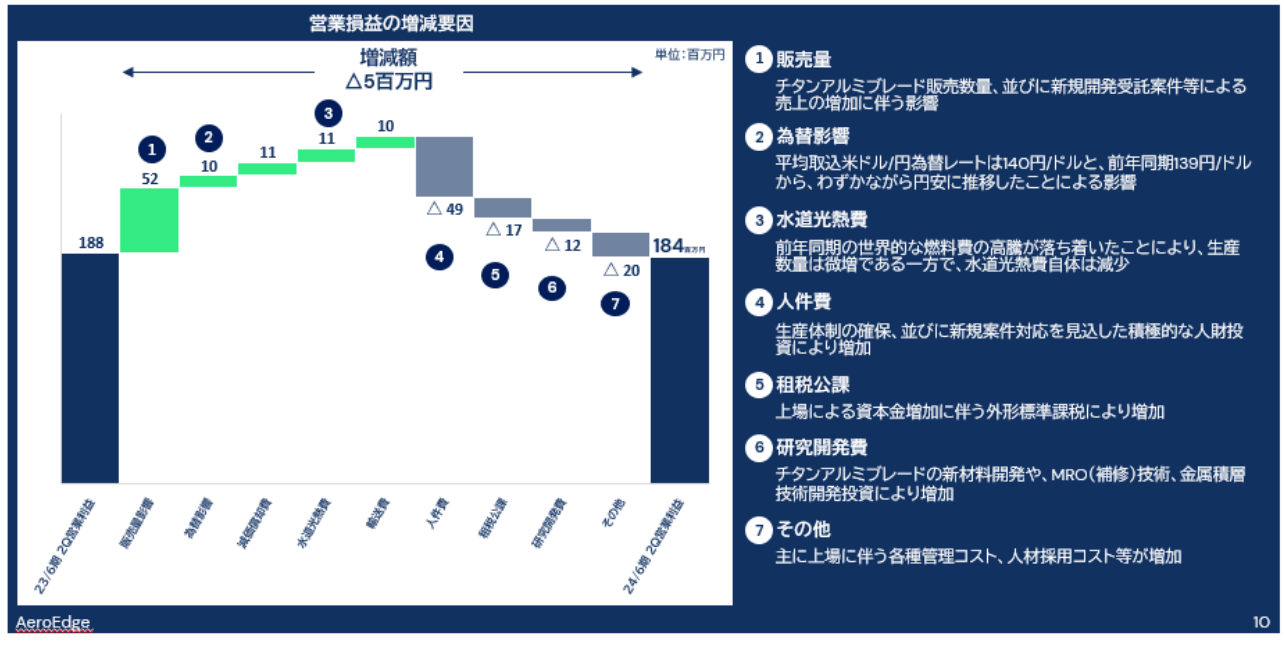 営業損益の増減要因
増減額
△5百万円
単位：百万円
188
1
52
2
10
11
3
11
10
△ 49
4
△ 17
5
△ 12
6
△ 20
7
184百万円
23/6期 2Q営業利益
販売量影響
為替影響
減価償却費
水道光熱費
輸送費
人件費
租税公課
研究開発費
その他
24/6期 2Q営業利益
1 販売量
チタンアルミブレード販売数量、並びに新規開発受託案件等による
売上の増加に伴う影響
2 為替影響
平均取込米ドル/円為替レートは140円/ドルと、前年同期139円/ドル
から、わずかながら円安に推移したことによる影響
3 水道光熱費
前年同期の世界的な燃料費の高騰が落ち着いたことにより、生産
数量は微増である一方で、水道光熱費自体は減少
4 人件費
生産体制の確保、並びに新規案件対応を見込した積極的な人財投
資により増加
5 租税公課
上場による資本金増加に伴う外形標準課税により増加
6 研究開発費
チタンアルミブレードの新材料開発や、MRO（補修）技術、金属積層
技術開発投資により増加
7 その他
主に上場に伴う各種管理コスト、人材採用コスト等が増加
AeroEdge
10